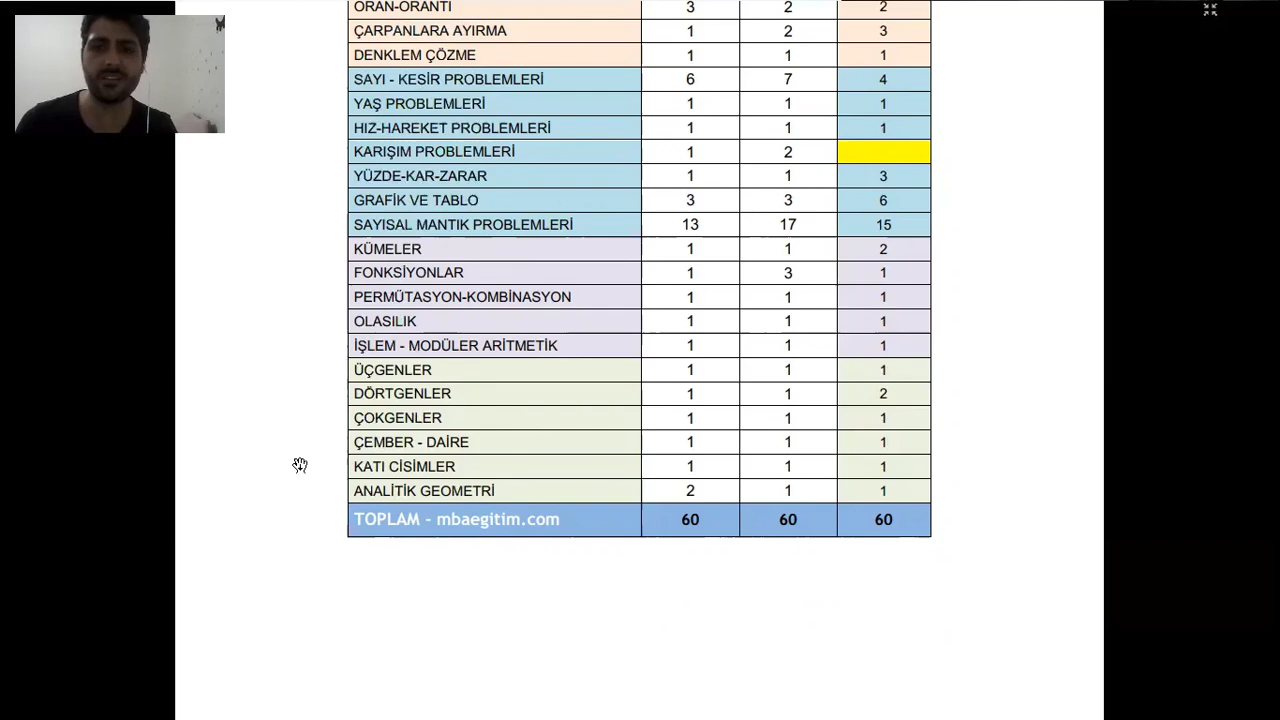 ORAN-ORANTI 3 2 2
ÇARPANLARA AYIRMA 1 2 3
DENKLEM ÇÖZME 1 1 1
SAYI - KESİR PROBLEMLERİ 6 7 4
YAŞ PROBLEMLERİ 1 1 1
HIZ-HAREKET PROBLEMLERİ 1 1 1
KARIŞIM PROBLEMLERİ 1 2
YÜZDE-KAR-ZARAR 1 1 3
GRAFİK VE TABLO 3 3 6
SAYISAL MANTIK PROBLEMLERİ 13 17 15
KÜMELER 1 1 2
FONKSİYONLAR 1 3 1
PERMÜTASYON-KOMBİNASYON 1 1 1
OLASILIK 1 1 1
İŞLEM - MODÜLER ARİTMETİK 1 1 1
ÜÇGENLER 1 1 1
DÖRTGENLER 1 1 2
ÇOKGENLER 1 1 1
ÇEMBER - DAİRE 1 1 1
KATI CİSİMLER 1 1 1
ANALİTİK GEOMETRİ 2 1 1
TOPLAM - mbaegitim.com 60 60 60